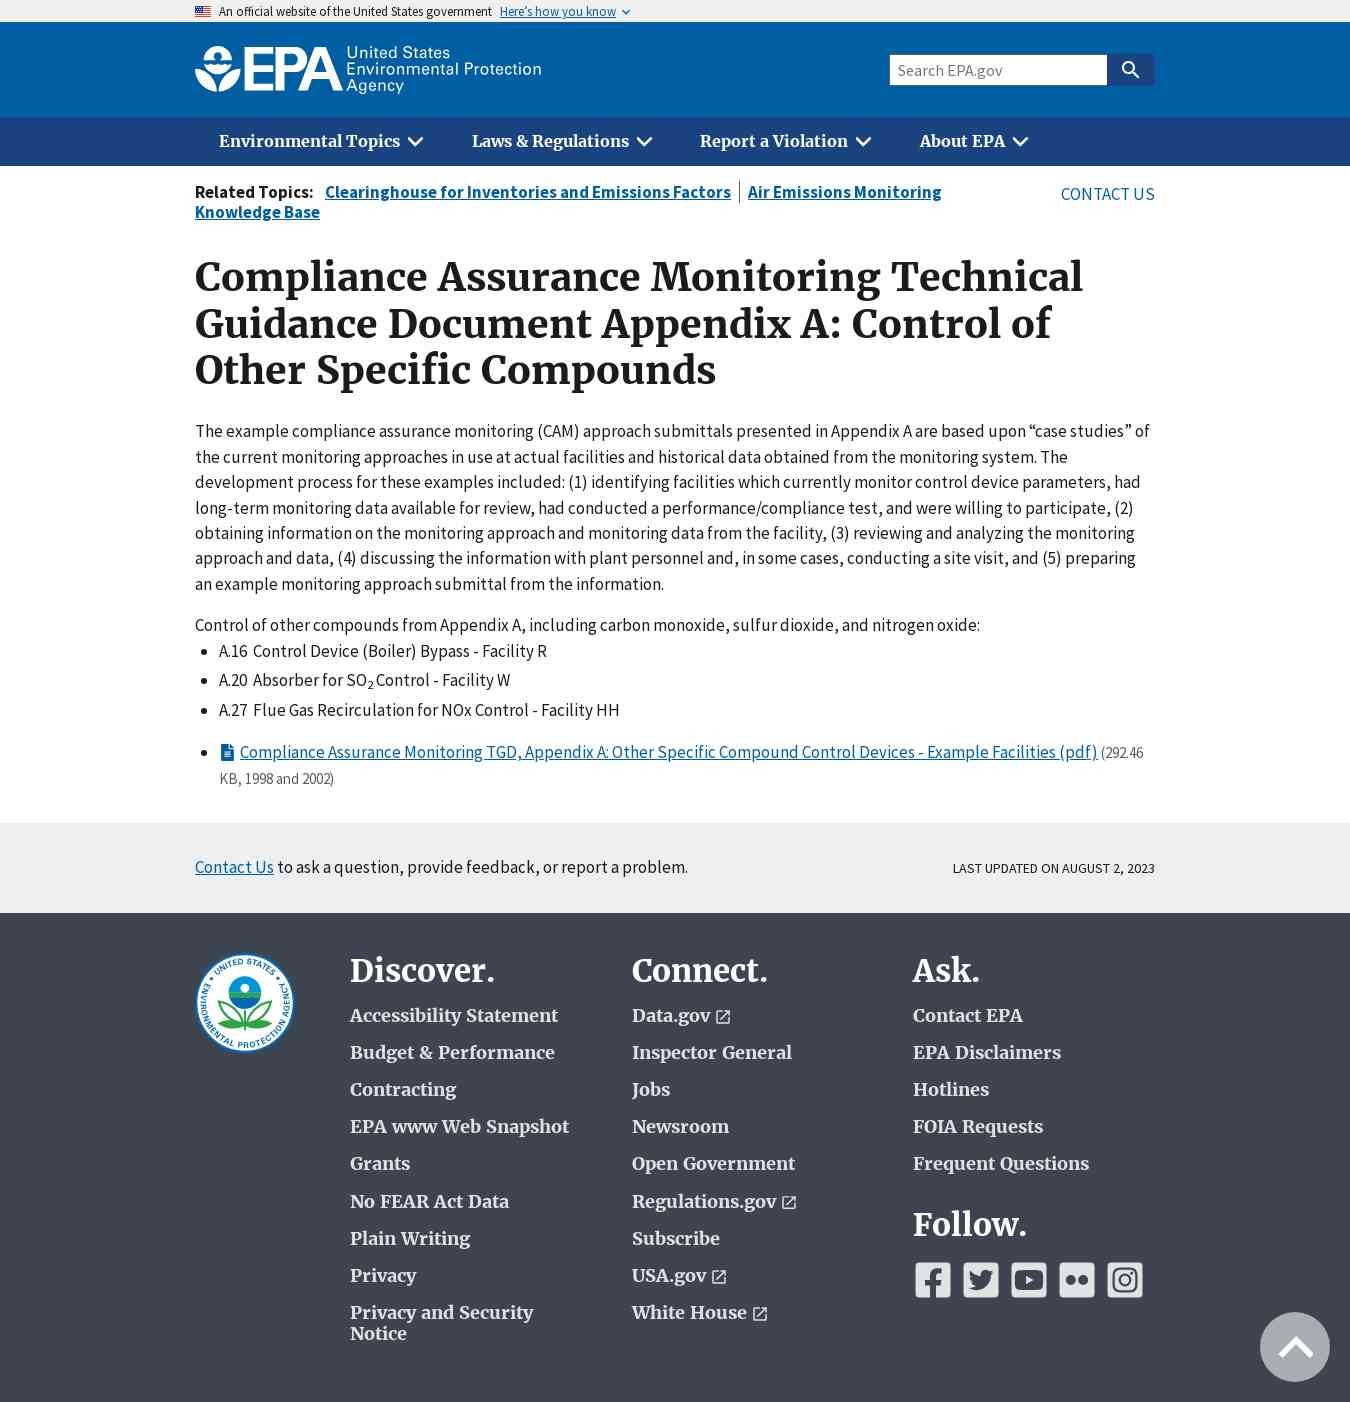 An official website of the United States government Here's how you know
EPA United States
Environmental Protection
Agency
Search EPA.gov
Environmental Topics Laws & Regulations Report a Violation About EPA
Related Topics: Clearinghouse for Inventories and Emissions Factors Air Emissions Monitoring
Knowledge Base
CONTACT US
Compliance Assurance Monitoring Technical
Guidance Document Appendix A: Control of
Other Specific Compounds
The example compliance assurance monitoring (CAM) approach submittals presented in Appendix A are based upon “case studies” of
the current monitoring approaches in use at actual facilities and historical data obtained from the monitoring system. The
development process for these examples included: (1) identifying facilities which currently monitor control device parameters, had
long-term monitoring data available for review, had conducted a performance/compliance test, and were willing to participate, (2)
obtaining information on the monitoring approach and monitoring data from the facility, (3) reviewing and analyzing the monitoring
approach and data, (4) discussing the information with plant personnel and, in some cases, conducting a site visit, and (5) preparing
an example monitoring approach submittal from the information.
Control of other compounds from Appendix A, including carbon monoxide, sulfur dioxide, and nitrogen oxide:
• A.16 Control Device (Boiler) Bypass - Facility R
• A.20 Absorber for SO₂ Control - Facility W
• A.27 Flue Gas Recirculation for NOx Control - Facility HH
• Compliance Assurance Monitoring TGD, Appendix A: Other Specific Compound Control Devices - Example Facilities (pdf) (292.46
KB, 1998 and 2002)
Contact Us to ask a question, provide feedback, or report a problem.
LAST UPDATED ON AUGUST 2, 2023
UNITED STATES
ENVIRONMENTAL PROTECTION AGENCY
Discover.
Accessibility Statement
Budget & Performance
Contracting
EPA www Web Snapshot
Grants
No FEAR Act Data
Plain Writing
Privacy
Privacy and Security
Notice
Connect.
Data.gov
Inspector General
Jobs
Newsroom
Open Government
Regulations.gov
Subscribe
USA.gov
White House
Ask.
Contact EPA
EPA Disclaimers
Hotlines
FOIA Requests
Frequent Questions
Follow.